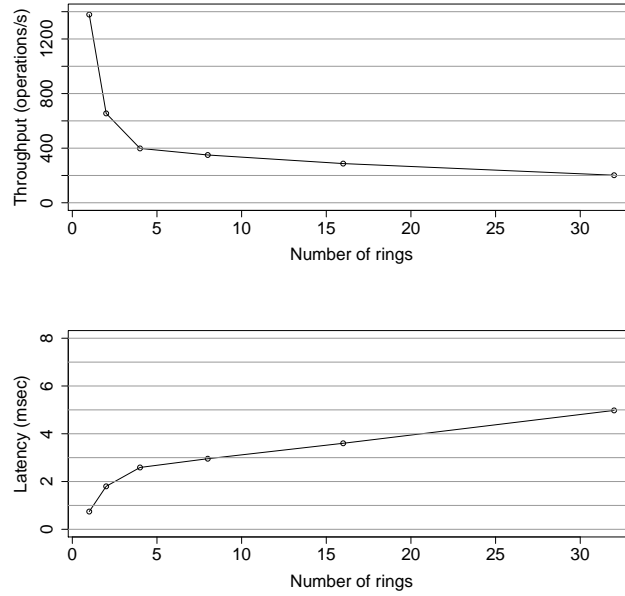 Throughput (operations/s)
1200
800
400
0
0 5 10 15 20 25 30
Number of rings
Latency (msec)
8
6
4
2
0
0 5 10 15 20 25 30
Number of rings